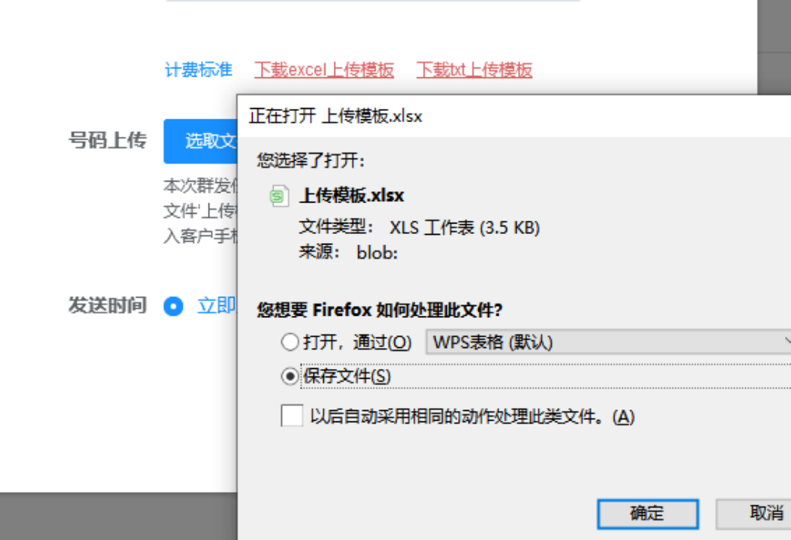 计费标准 下载excel上传模板 下载txt上传模板
正在打开 上传模板.xlsx
号码上传 选取文
您选择了打开:
本次群发
上传模板.xlsx
文件'上传
文件类型: XLS 工作表 (3.5 KB)
入客户手
来源: blob:
发送时间 立即
您想要 Firefox 如何处理此文件?
打开，通过(O) WPS表格 (默认)
保存文件(S)
以后自动采用相同的动作处理此类文件。(A)
确定 取消